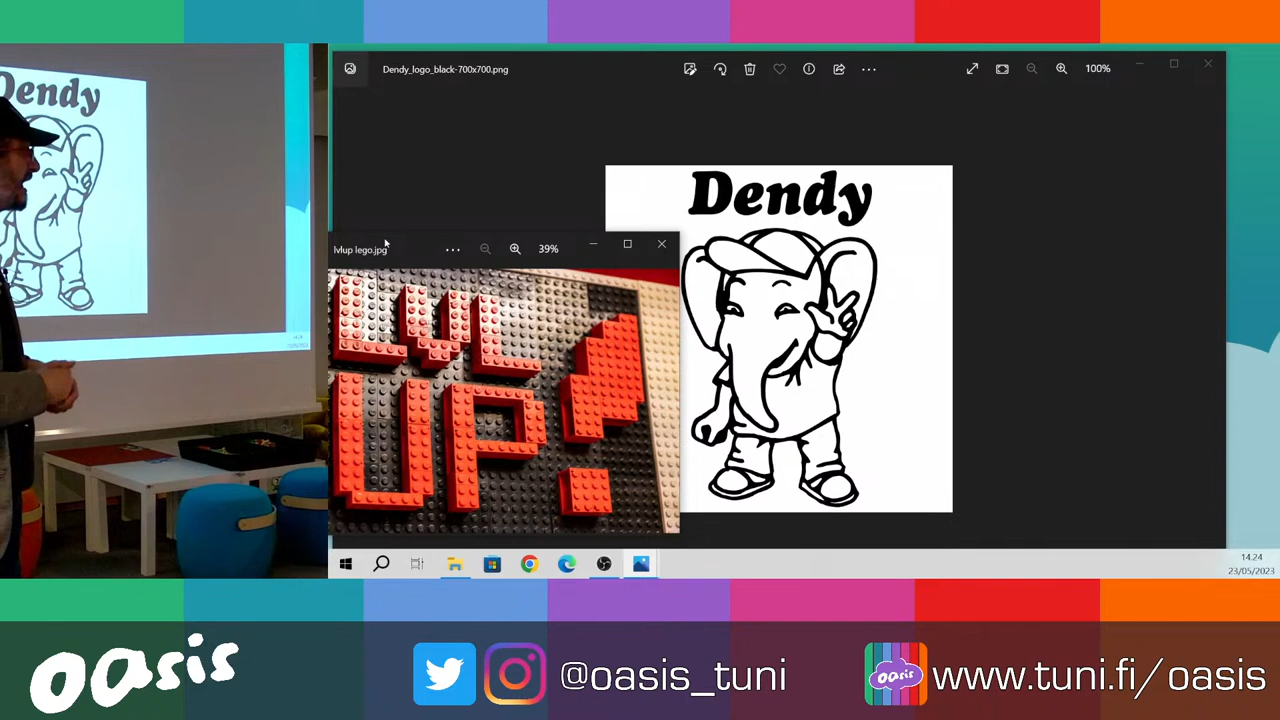 Dendy
Dendy_logo_black-700x700.png
100%
Dendy
lvlup lego.jpg
39%
LVL
UP!
14.24
23/05/2023
oasis
@oasis_tuni
oasis
www.tuni.fi/oasis